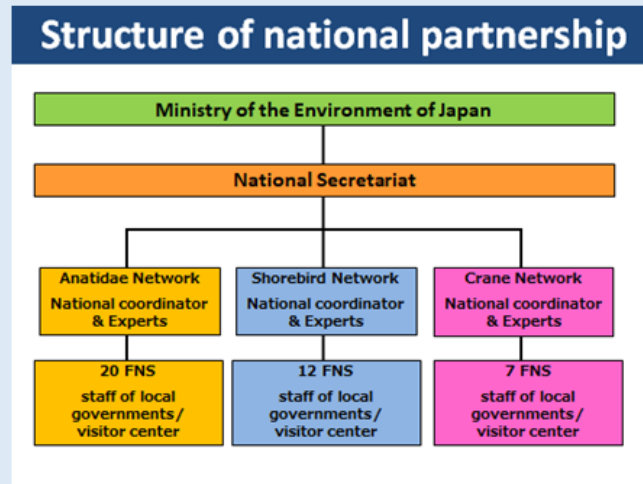 Structure of national partnership
Ministry of the Environment of Japan
National Secretariat
Anatidae Network
National coordinator
& Experts
Shorebird Network
National coordinator
& Experts
Crane Network
National coordinator
& Experts
20 FNS
staff of local
governments/
visitor center
12 FNS
staff of local
governments/
visitor center
7 FNS
staff of local
governments/
visitor center